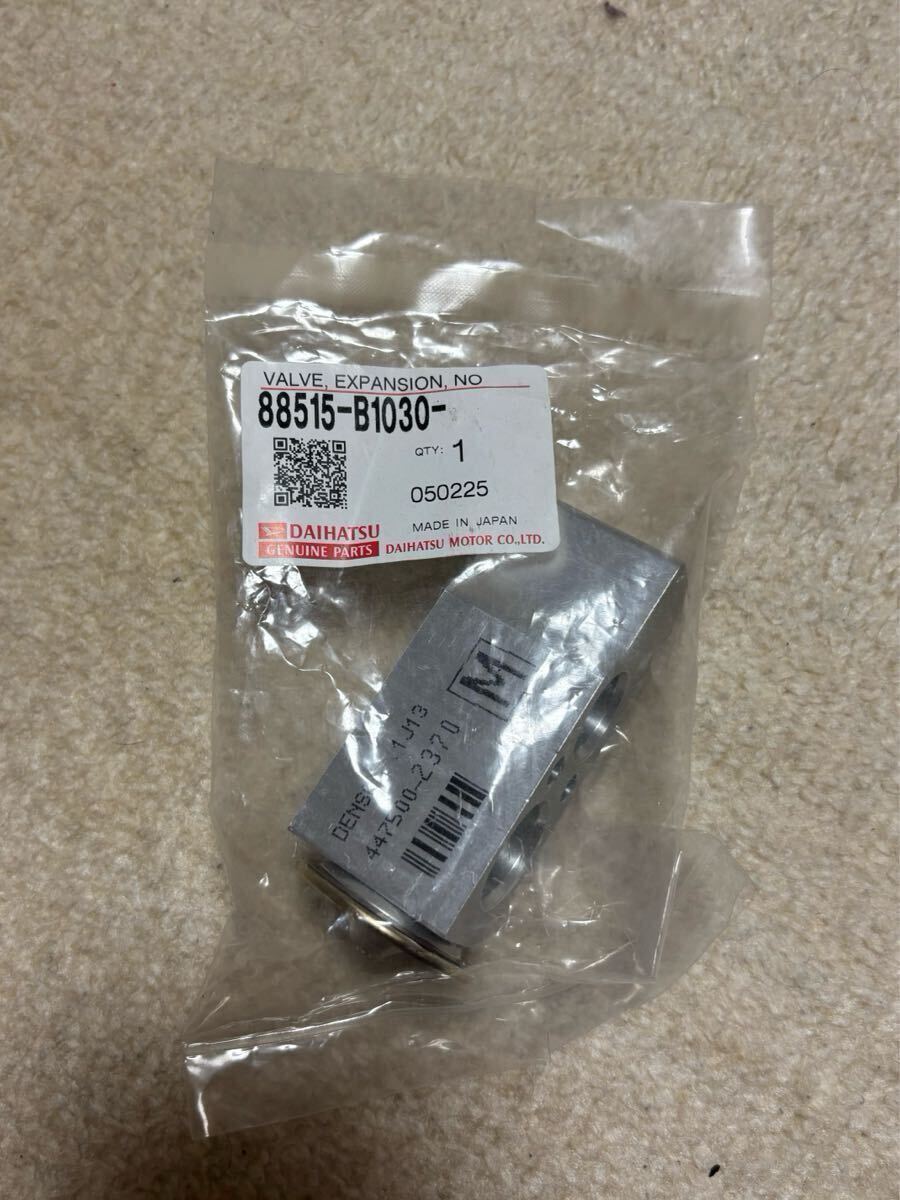 VALVE, EXPANSION, NO
88515-B1030-
QTY: 1
050225
MADE IN JAPAN
DAIHATSU
GENUINE PARTS
DAIHATSU MOTOR CO.,LTD.
M
1J13
447500-2370